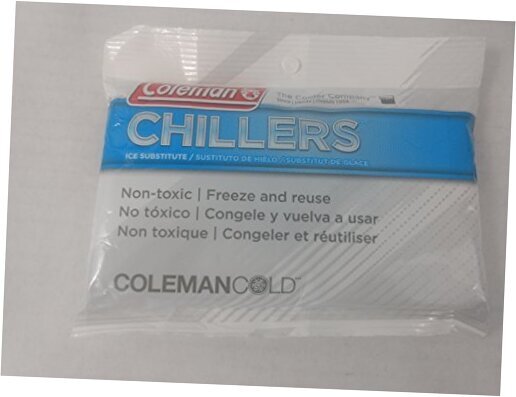 Coleman
The Cooler Company
CHILLERS
ICE SUBSTITUTE / SUSTITUTO DE HIELO / SUBSTITUT DE GLACE
Non-toxic | Freeze and reuse
No tóxico | Congele y vuelva a usar
Non toxique | Congeler et réutiliser
COLEMANCOLD™